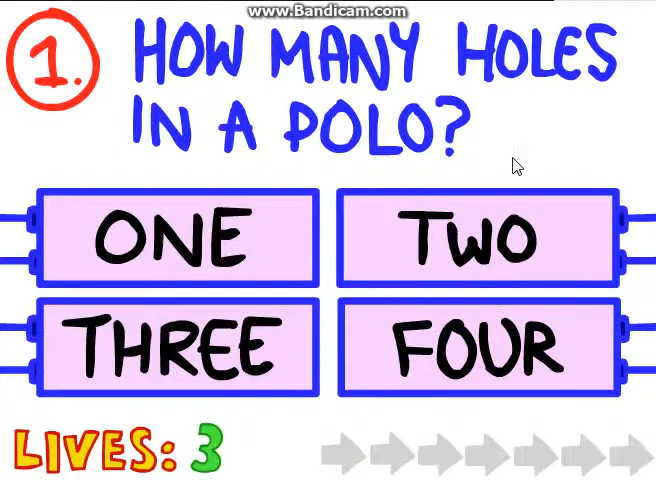 www.Bandicam.com
1. HOW MANY HOLES
IN A POLO?
ONE
TWO
THREE
FOUR
LIVES: 3